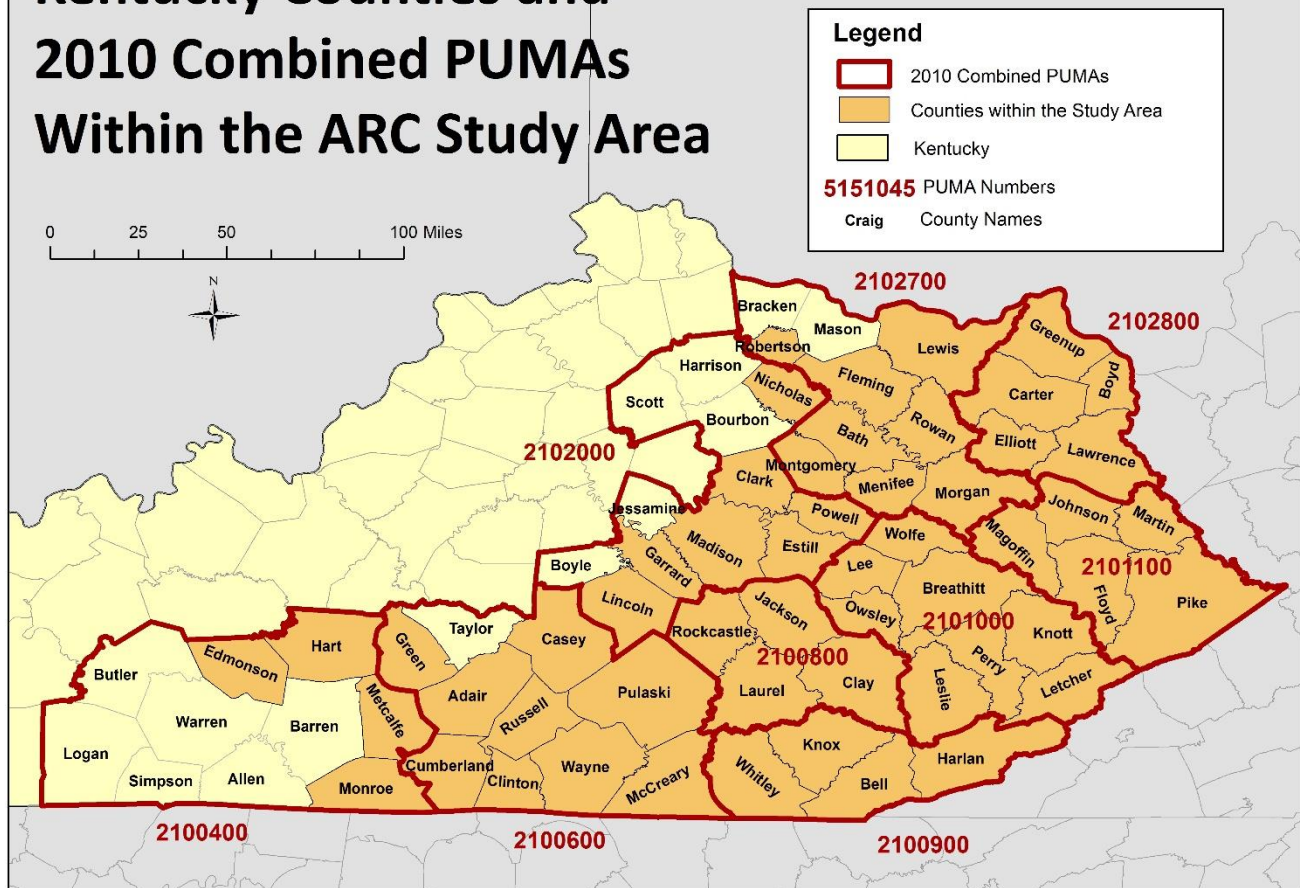 Kentucky Counties and
2010 Combined PUMAs
Within the ARC Study Area
Legend
2010 Combined PUMAs
Counties within the Study Area
Kentucky
5151045 PUMA Numbers
Craig County Names
0 25 50 100 Miles
N
2102700
2102800
Bracken
Mason
Robertson
Lewis
Greenup
Boyd
Harrison
Nicholas
Fleming
Carter
Scott
Bourbon
Rowan
Bath
Elliott
Lawrence
2102000
Montgomery
Clark
Menifee
Morgan
Jessamine
Powell
Johnson
Martin
Madison
Estill
Wolfe
Magoffin
Boyle
Garrard
Lee
2101100
Breathitt
Floyd
Pike
Lincoln
Jackson
Owsley
2101000
Taylor
Casey
Rockcastle
Knott
Hart
Green
2100800
Perry
Edmonson
Butler
Pulaski
Laurel
Clay
Leslie
Letcher
Adair
Russell
Metcalfe
Warren
Barren
Knox
Harlan
Logan
Cumberland
Wayne
Whitley
Simpson
Allen
Monroe
Clinton
McCreary
Bell
2100400
2100600
2100900